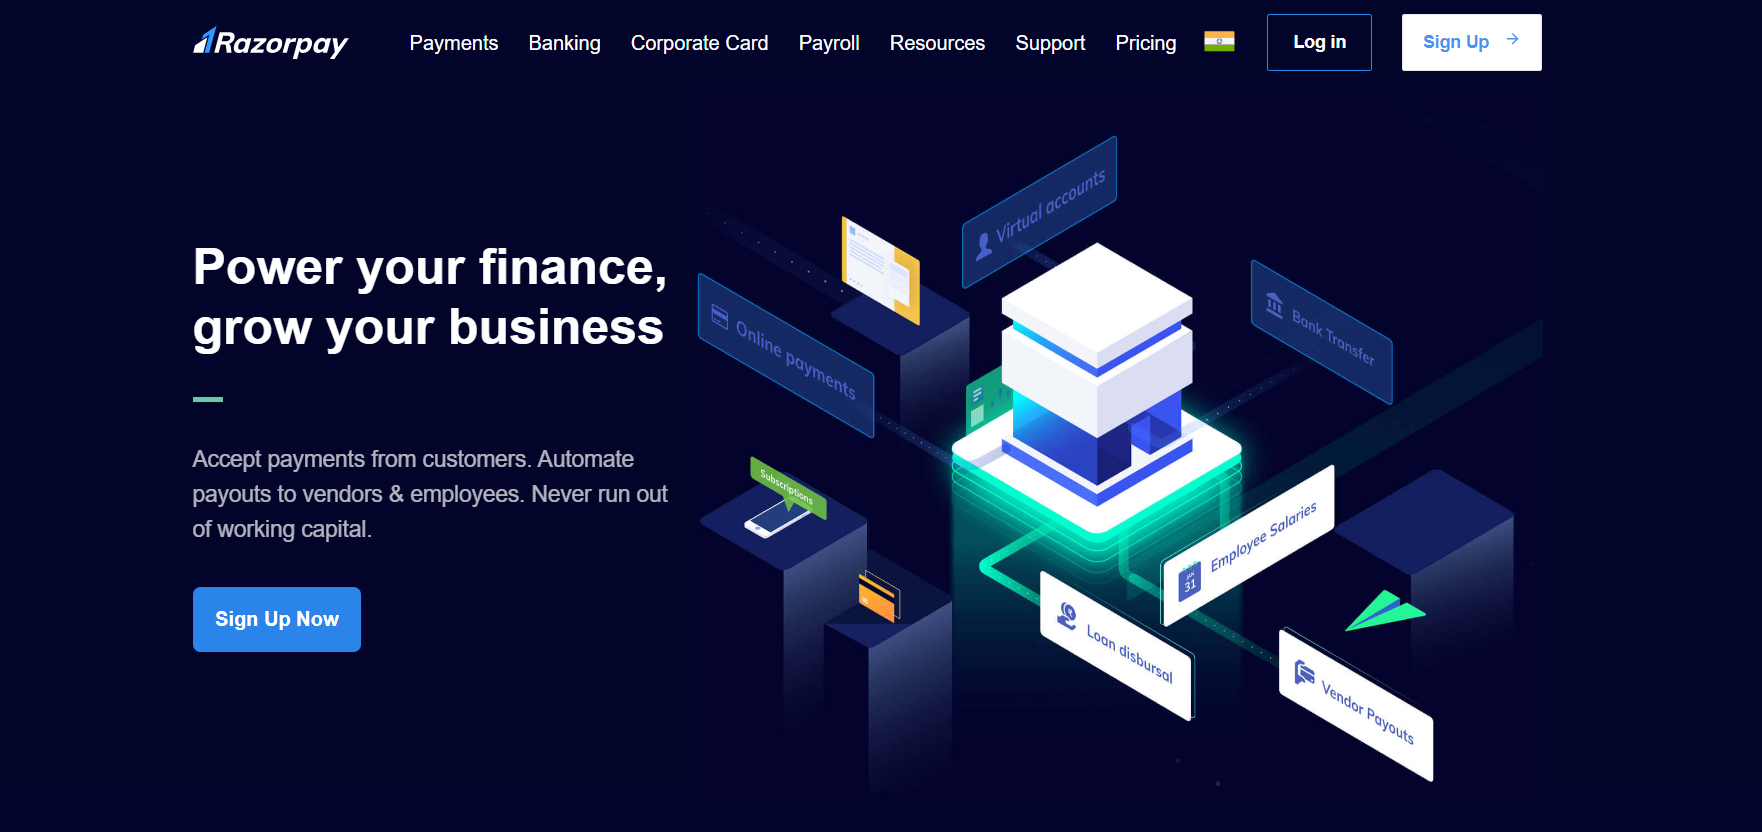 Razorpay
Payments
Banking
Corporate Card
Payroll
Resources
Support
Pricing
Log in
Sign Up
Power your finance,
grow your business
Accept payments from customers. Automate
payouts to vendors & employees. Never run out
of working capital.
Sign Up Now
Virtual accounts
Online payments
Bank Transfer
Subscriptions
Employee Salaries
JAN
31
Loan disbursal
Vendor Payouts